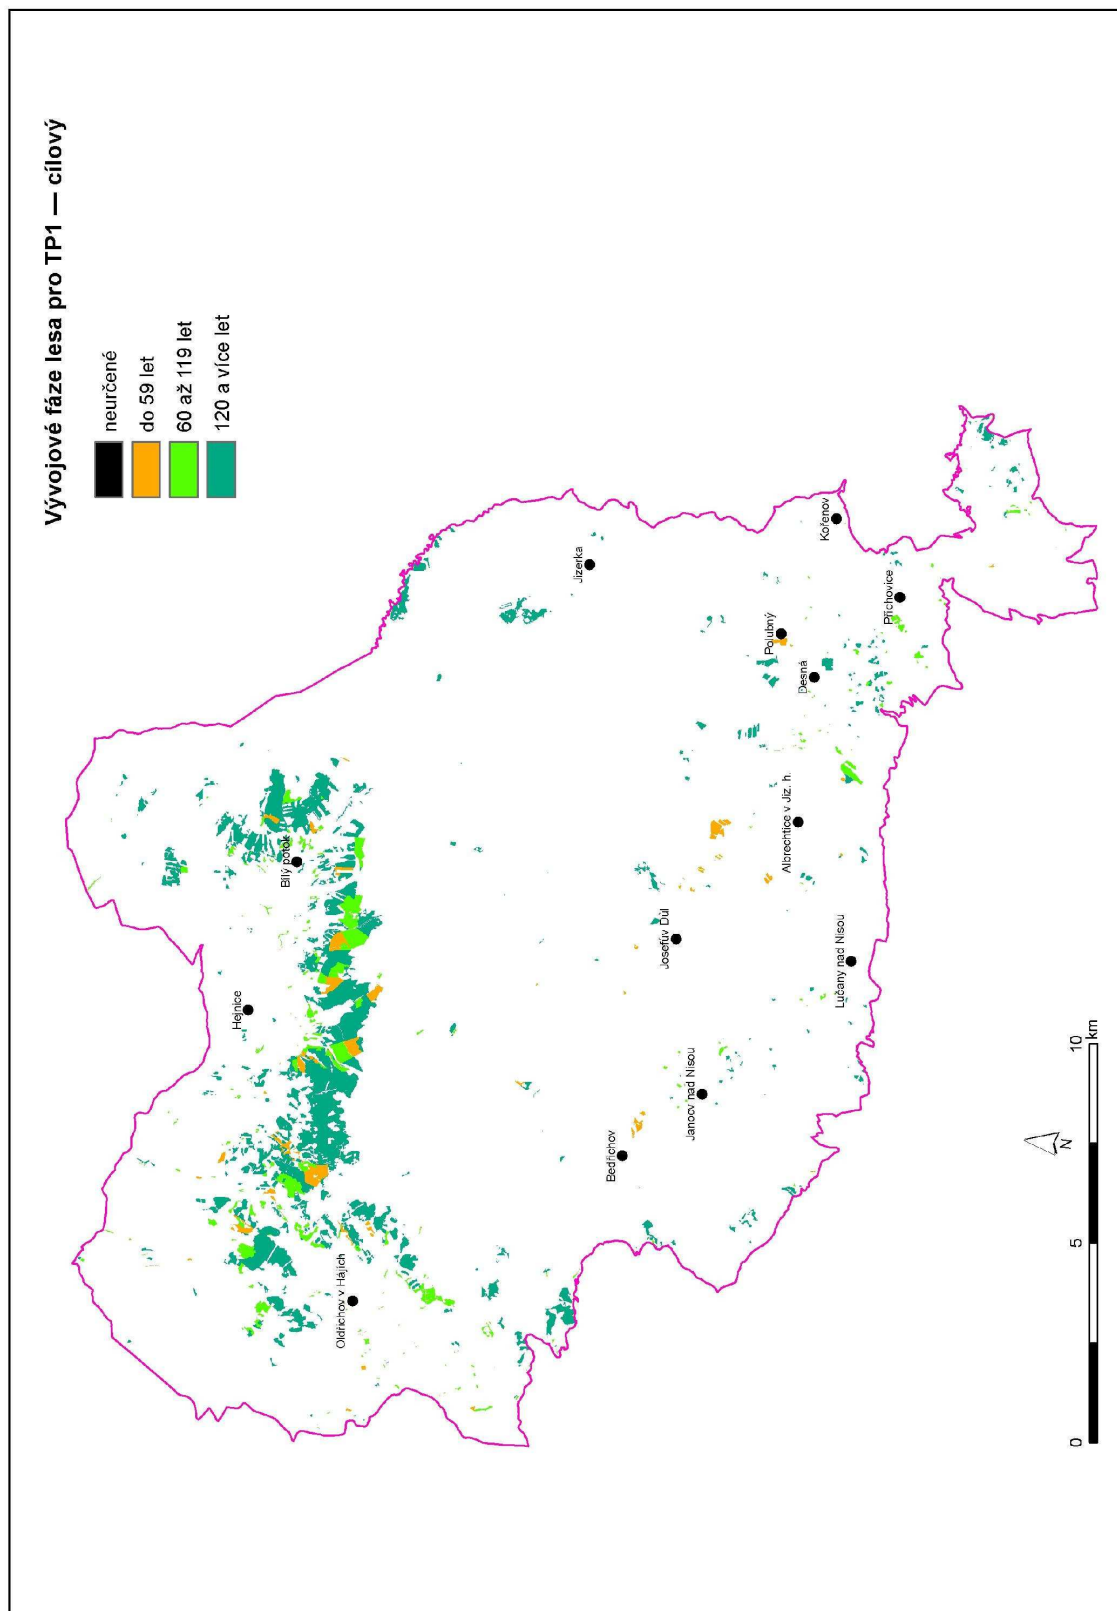 Vývojové fáze lesa pro TP1 — cílový
neurčené
do 59 let
60 až 119 let
120 a více let
Bílý potok
Hejnice
Oldřichov v Hájích
Jizerka
Kořenov
Polubný
Příchovice
Desná
Albrechtice v Jiz. h.
Josefův Důl
Lučany nad Nisou
Janocv nad Nisou
Bedřichov
N
0
5
10
km